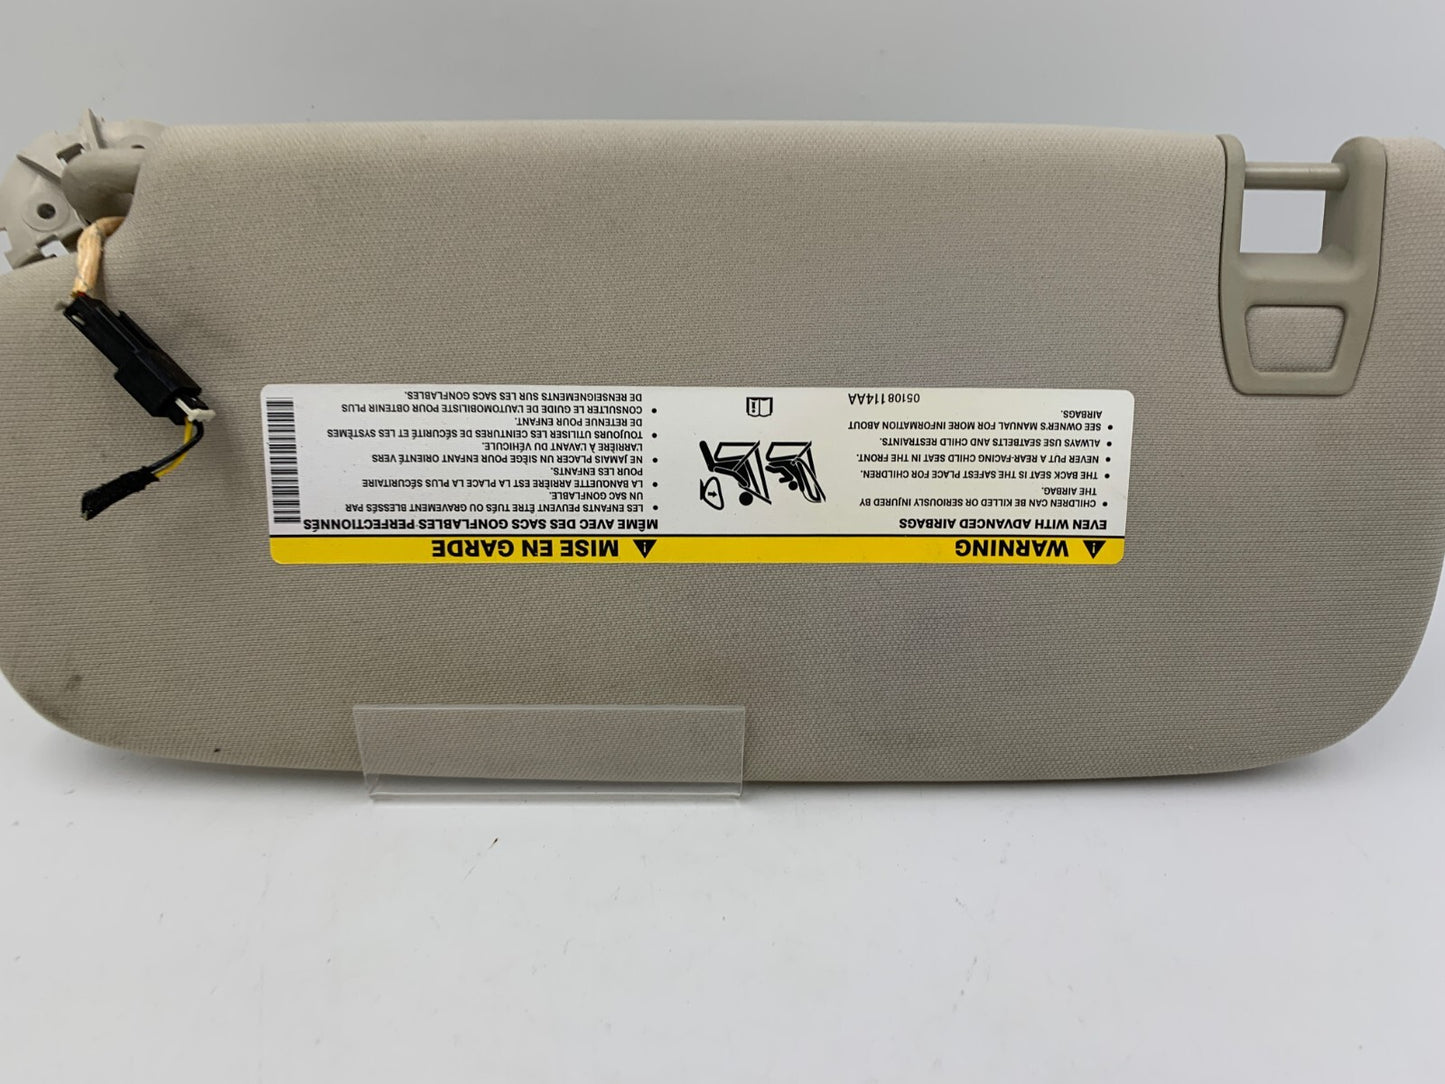 ⚠ WARNING
EVEN WITH ADVANCED AIRBAGS
• CHILDREN CAN BE KILLED OR SERIOUSLY INJURED BY
THE AIRBAG.
• THE BACK SEAT IS THE SAFEST PLACE FOR CHILDREN.
• NEVER PUT A REAR-FACING CHILD SEAT IN THE FRONT.
• ALWAYS USE SEATBELTS AND CHILD RESTRAINTS.
• SEE OWNER'S MANUAL FOR MORE INFORMATION ABOUT
AIRBAGS.
05108114AA
⚠ MISE EN GARDE
MÊME AVEC DES SACS GONFLABLES PERFECTIONNÉS
• LES ENFANTS PEUVENT ÊTRE TUÉS OU GRAVEMENT BLESSÉS PAR
UN SAC GONFLABLE.
• LA BANQUETTE ARRIÈRE EST LA PLACE LA PLUS SÉCURITAIRE
POUR LES ENFANTS.
• NE JAMAIS PLACER UN SIÈGE POUR ENFANT ORIENTÉ VERS
L'ARRIÈRE À L'AVANT DU VÉHICULE.
• TOUJOURS UTILISER LES CEINTURES DE SÉCURITÉ ET LES SYSTÈMES
DE RETENUE POUR ENFANT.
• CONSULTER LE GUIDE DE L'AUTOMOBILISTE POUR OBTENIR PLUS
DE RENSEIGNEMENTS SUR LES SACS GONFLABLES.